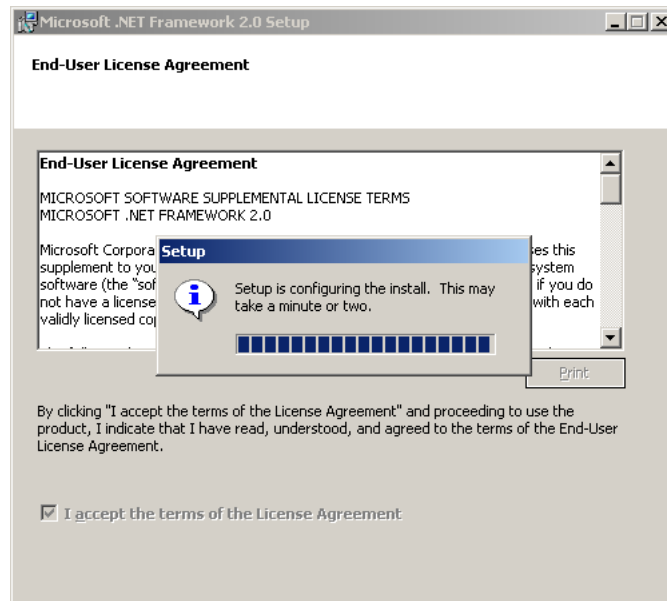 Microsoft .NET Framework 2.0 Setup
End-User License Agreement
End-User License Agreement
MICROSOFT SOFTWARE SUPPLEMENTAL LICENSE TERMS
MICROSOFT .NET FRAMEWORK 2.0
Microsoft Corpora ses this
supplement to you system
software (the "sof if you do
not have a license with each
validly licensed cop
Setup
Setup is configuring the install. This may
take a minute or two.
Print
By clicking "I accept the terms of the License Agreement" and proceeding to use the
product, I indicate that I have read, understood, and agreed to the terms of the End-User
License Agreement.
I accept the terms of the License Agreement